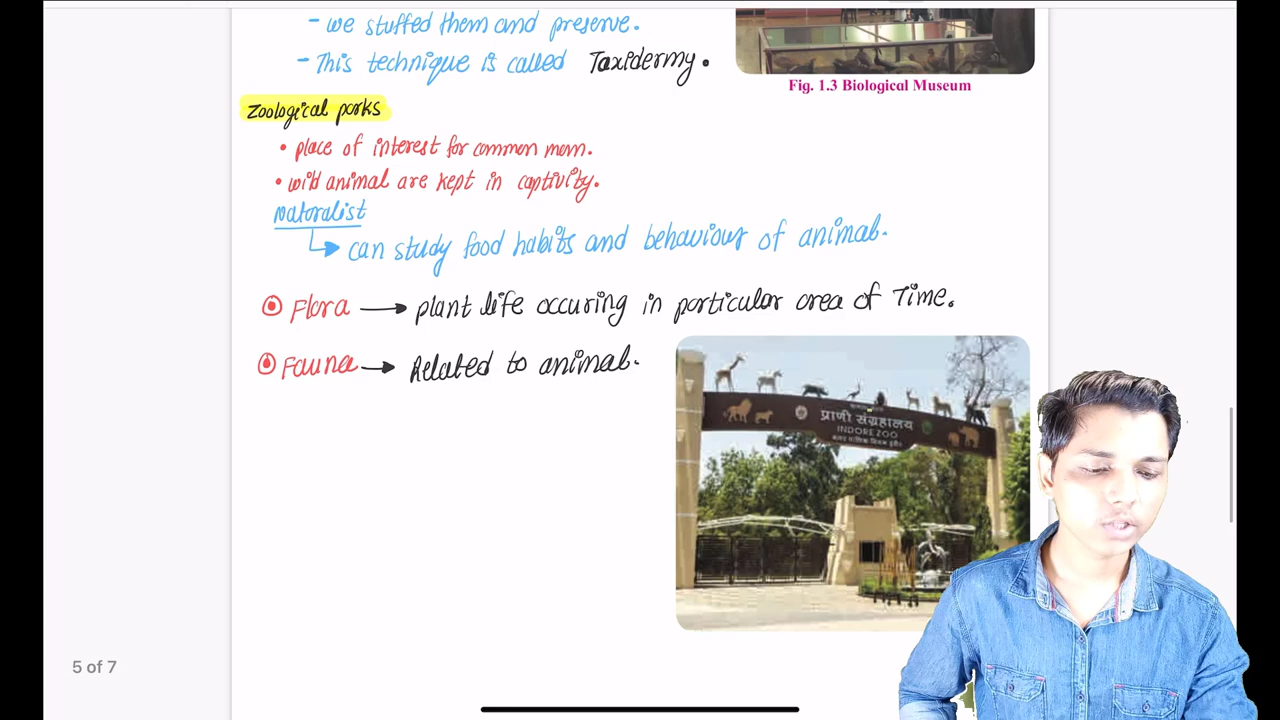 - we stuffed them and preserve.
- This technique is called Taxidermy.
Fig. 1.3 Biological Museum
Zoological parks
• place of interest for common mem.
• wild animal are kept in captivity.
Natoralist
can study food habits and behaviour of animal.
Flora → plant life occuring in particular area of Time.
Fauna → Related to animal.
प्राणी संग्रहालय
INDORE ZOO
5 of 7